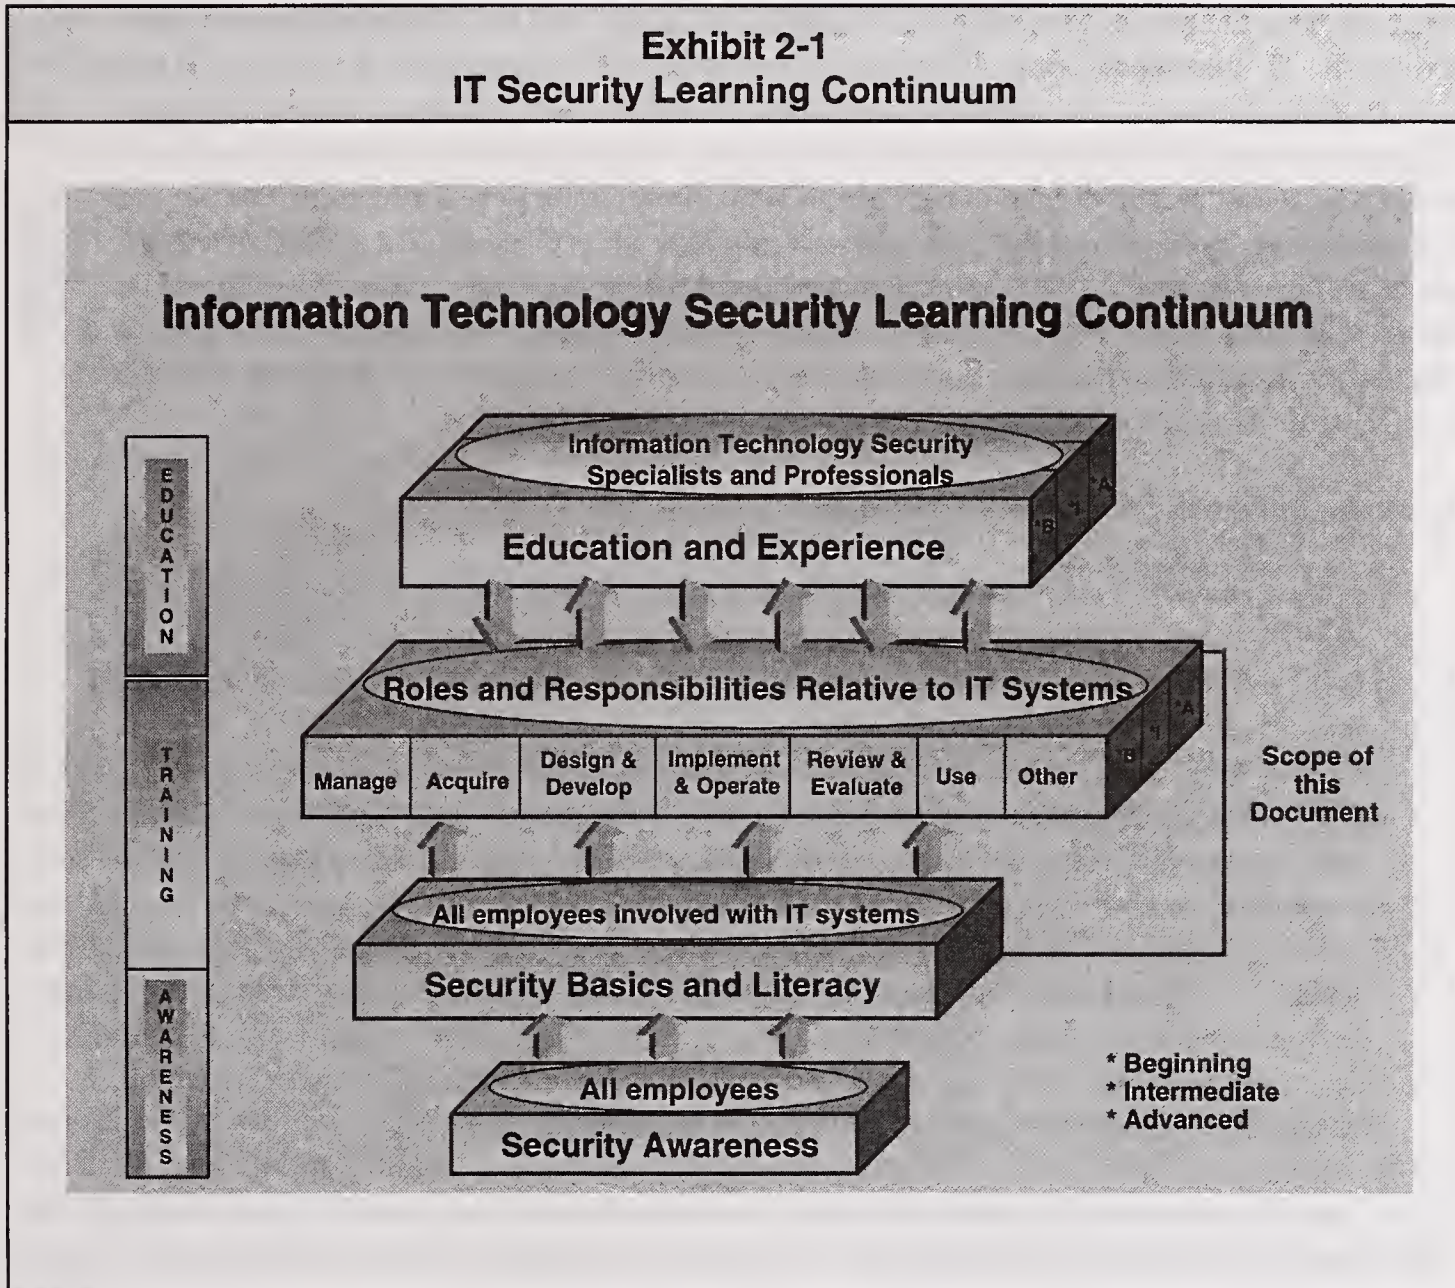 Exhibit 2-1
IT Security Learning Continuum
Information Technology Security Learning Continuum
EDUCATION
Information Technology Security
Specialists and Professionals
*B
*I
*A
Education and Experience
TRAINING
Roles and Responsibilities Relative to IT Systems
*B
*I
*A
Manage
Acquire
Design &
Develop
Implement
& Operate
Review &
Evaluate
Use
Other
Scope of
this
Document
All employees involved with IT systems
Security Basics and Literacy
AWARENESS
All employees
Security Awareness
* Beginning
* Intermediate
* Advanced